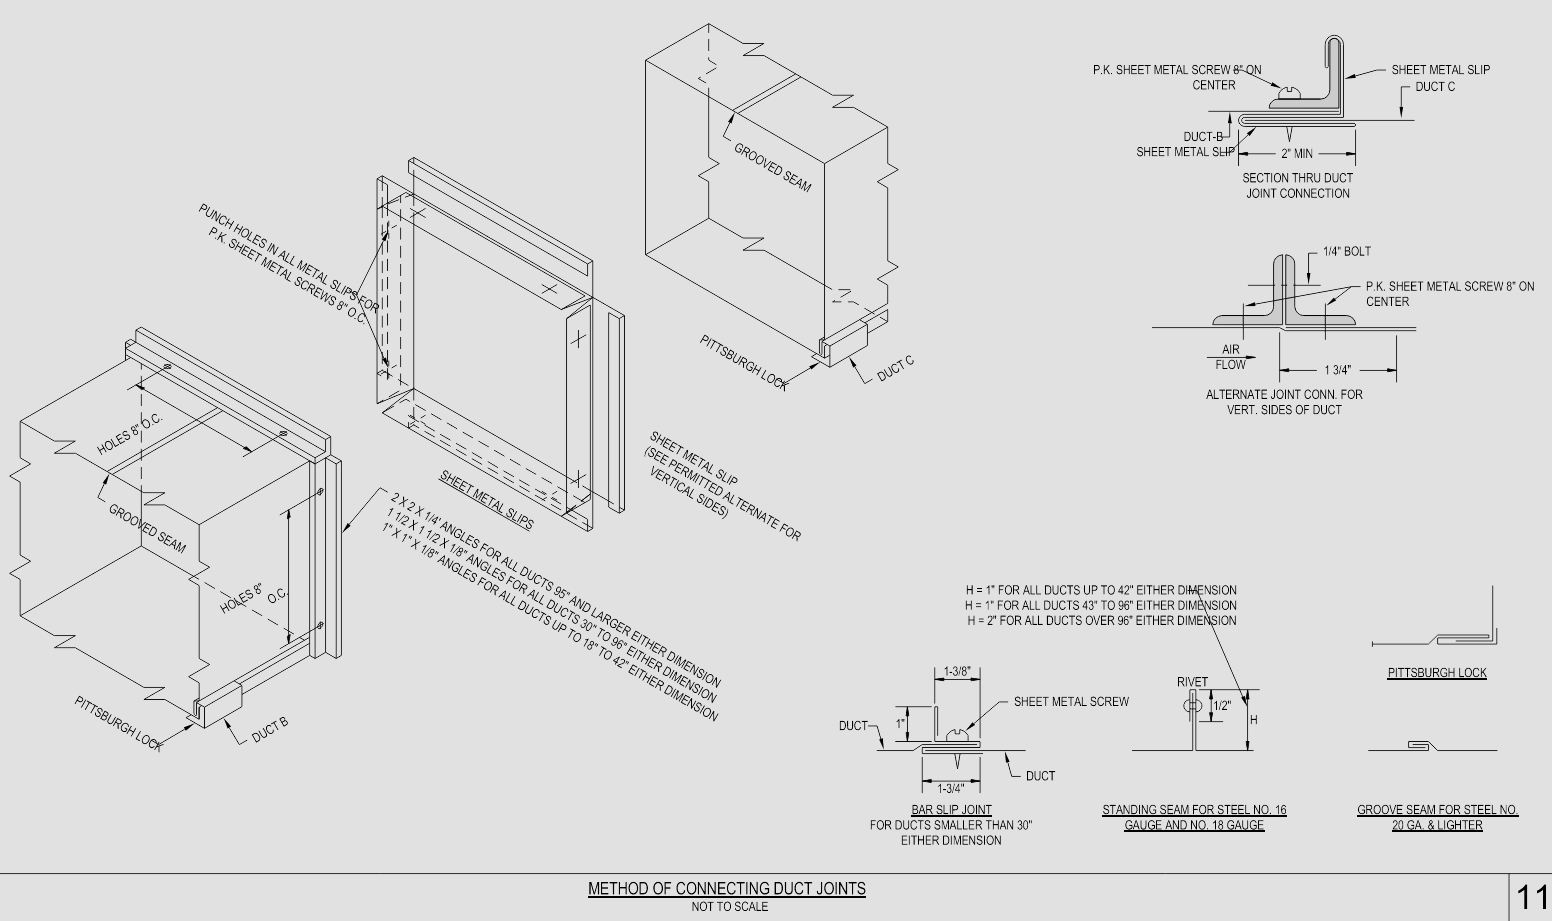 P.K. SHEET METAL SCREW 8" ON
CENTER
SHEET METAL SLIP
DUCT C
DUCT-B
SHEET METAL SLIP
2" MIN
SECTION THRU DUCT
JOINT CONNECTION
GROOVED SEAM
PUNCH HOLES IN ALL METAL SLIPS FOR
P.K. SHEET METAL SCREWS 8" O.C.
1/4" BOLT
P.K. SHEET METAL SCREW 8" ON
CENTER
AIR
FLOW
1 3/4"
ALTERNATE JOINT CONN. FOR
VERT. SIDES OF DUCT
PITTSBURGH LOCK
DUCT C
HOLES 8" O.C.
GROOVED SEAM
HOLES 8"
O.C.
PITTSBURGH LOCK
DUCT B
SHEET METAL SLIPS
SHEET METAL SLIP
(SEE PERMITTED ALTERNATE FOR
VERTICAL SIDES)
2 X 2 X 1/4' ANGLES FOR ALL DUCTS 95" AND LARGER EITHER DIMENSION
1 1/2 X 1 1/2 X 1/8" ANGLES FOR ALL DUCTS 30" TO 96" EITHER DIMENSION
1" X 1" X 1/8" ANGLES FOR ALL DUCTS UP TO 18" TO 42" EITHER DIMENSION
H = 1" FOR ALL DUCTS UP TO 42" EITHER DIMENSION
H = 1" FOR ALL DUCTS 43" TO 96" EITHER DIMENSION
H = 2" FOR ALL DUCTS OVER 96" EITHER DIMENSION
1-3/8"
SHEET METAL SCREW
1"
DUCT
DUCT
1-3/4"
BAR SLIP JOINT
FOR DUCTS SMALLER THAN 30"
EITHER DIMENSION
RIVET
1/2"
H
STANDING SEAM FOR STEEL NO. 16
GAUGE AND NO. 18 GAUGE
PITTSBURGH LOCK
GROOVE SEAM FOR STEEL NO.
20 GA. & LIGHTER
METHOD OF CONNECTING DUCT JOINTS
NOT TO SCALE
11